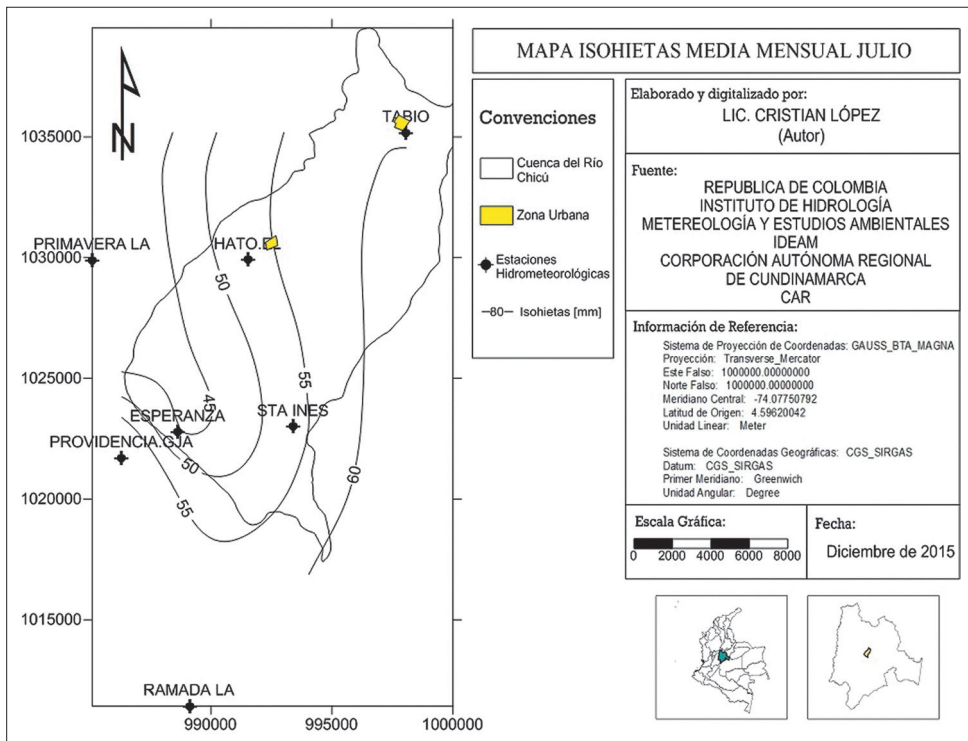 MAPA ISOHIETAS MEDIA MENSUAL JULIO
N
1035000
1030000
1025000
1020000
1015000
990000
995000
1000000
TABIO
PRIMAVERA LA
HATO.EL
50
45
55
ESPERANZA
STA INES
PROVIDENCIA.GJA
50
55
60
RAMADA LA
Convenciones
Cuenca del Río
Chicú
Zona Urbana
Estaciones
Hidrometeorológicas
80 Isohietas [mm]
Elaborado y digitalizado por:
LIC. CRISTIAN LÓPEZ
(Autor)
Fuente:
REPUBLICA DE COLOMBIA
INSTITUTO DE HIDROLOGÍA
METEREOLOGÍA Y ESTUDIOS AMBIENTALES
IDEAM
CORPORACIÓN AUTÓNOMA REGIONAL
DE CUNDINAMARCA
CAR
Información de Referencia:
Sistema de Proyección de Coordenadas: GAUSS_BTA_MAGNA
Proyección: Transverse_Mercator
Este Falso: 1000000.00000000
Norte Falso: 1000000.00000000
Meridiano Central: -74.07750792
Latitud de Origen: 4.59620042
Unidad Linear: Meter
Sistema de Coordenadas Geográficas: CGS_SIRGAS
Datum: CGS_SIRGAS
Primer Meridiano: Greenwich
Unidad Angular: Degree
Escala Gráfica:
0 2000 4000 6000 8000
Fecha:
Diciembre de 2015